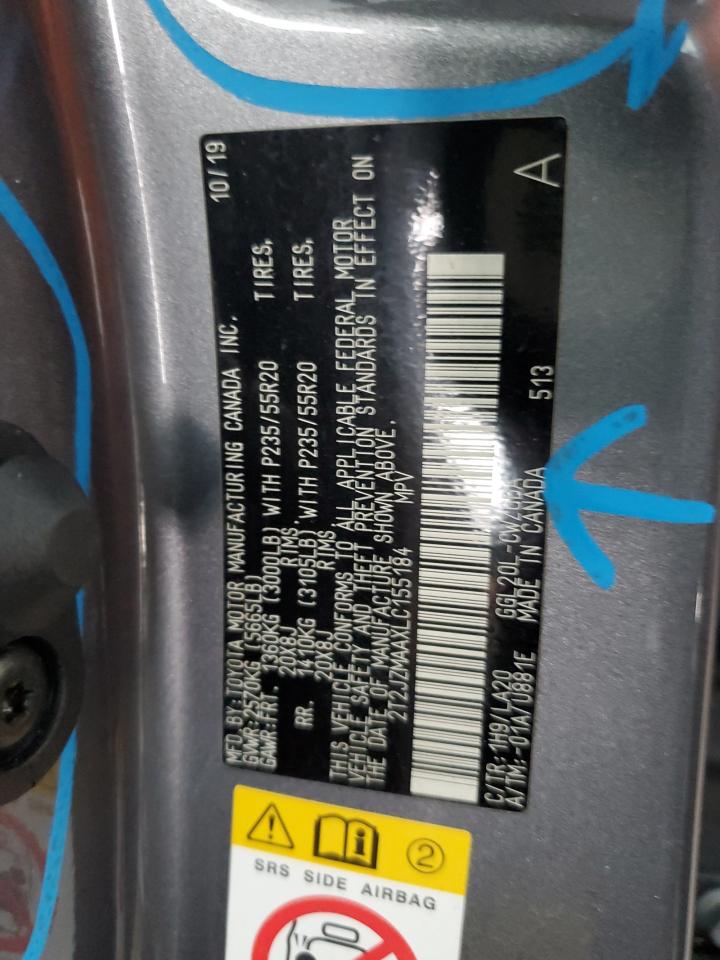 MFD.BY:TOYOTA MOTOR MANUFACTURING CANADA INC. 10/19
GVWR:2570KG (5665LB)
GAWR:FRT. 1360KG (3000LB) WITH P235/55R20 TIRES,
20X8J RIMS.
RR. 1410KG (3105LB) WITH P235/55R20 TIRES,
20X8J RIMS.
THIS VEHICLE CONFORMS TO ALL APPLICABLE FEDERAL MOTOR
VEHICLE SAFETY AND THEFT PREVENTION STANDARDS IN EFFECT ON
THE DATE OF MANUFACTURE SHOWN ABOVE.
2T2JZMAAXLC155184 MPV
C/TR: 1H9/LA20
A/TM:-01A/U881E MADE IN CANADA 513 A
2
SRS SIDE AIRBAG